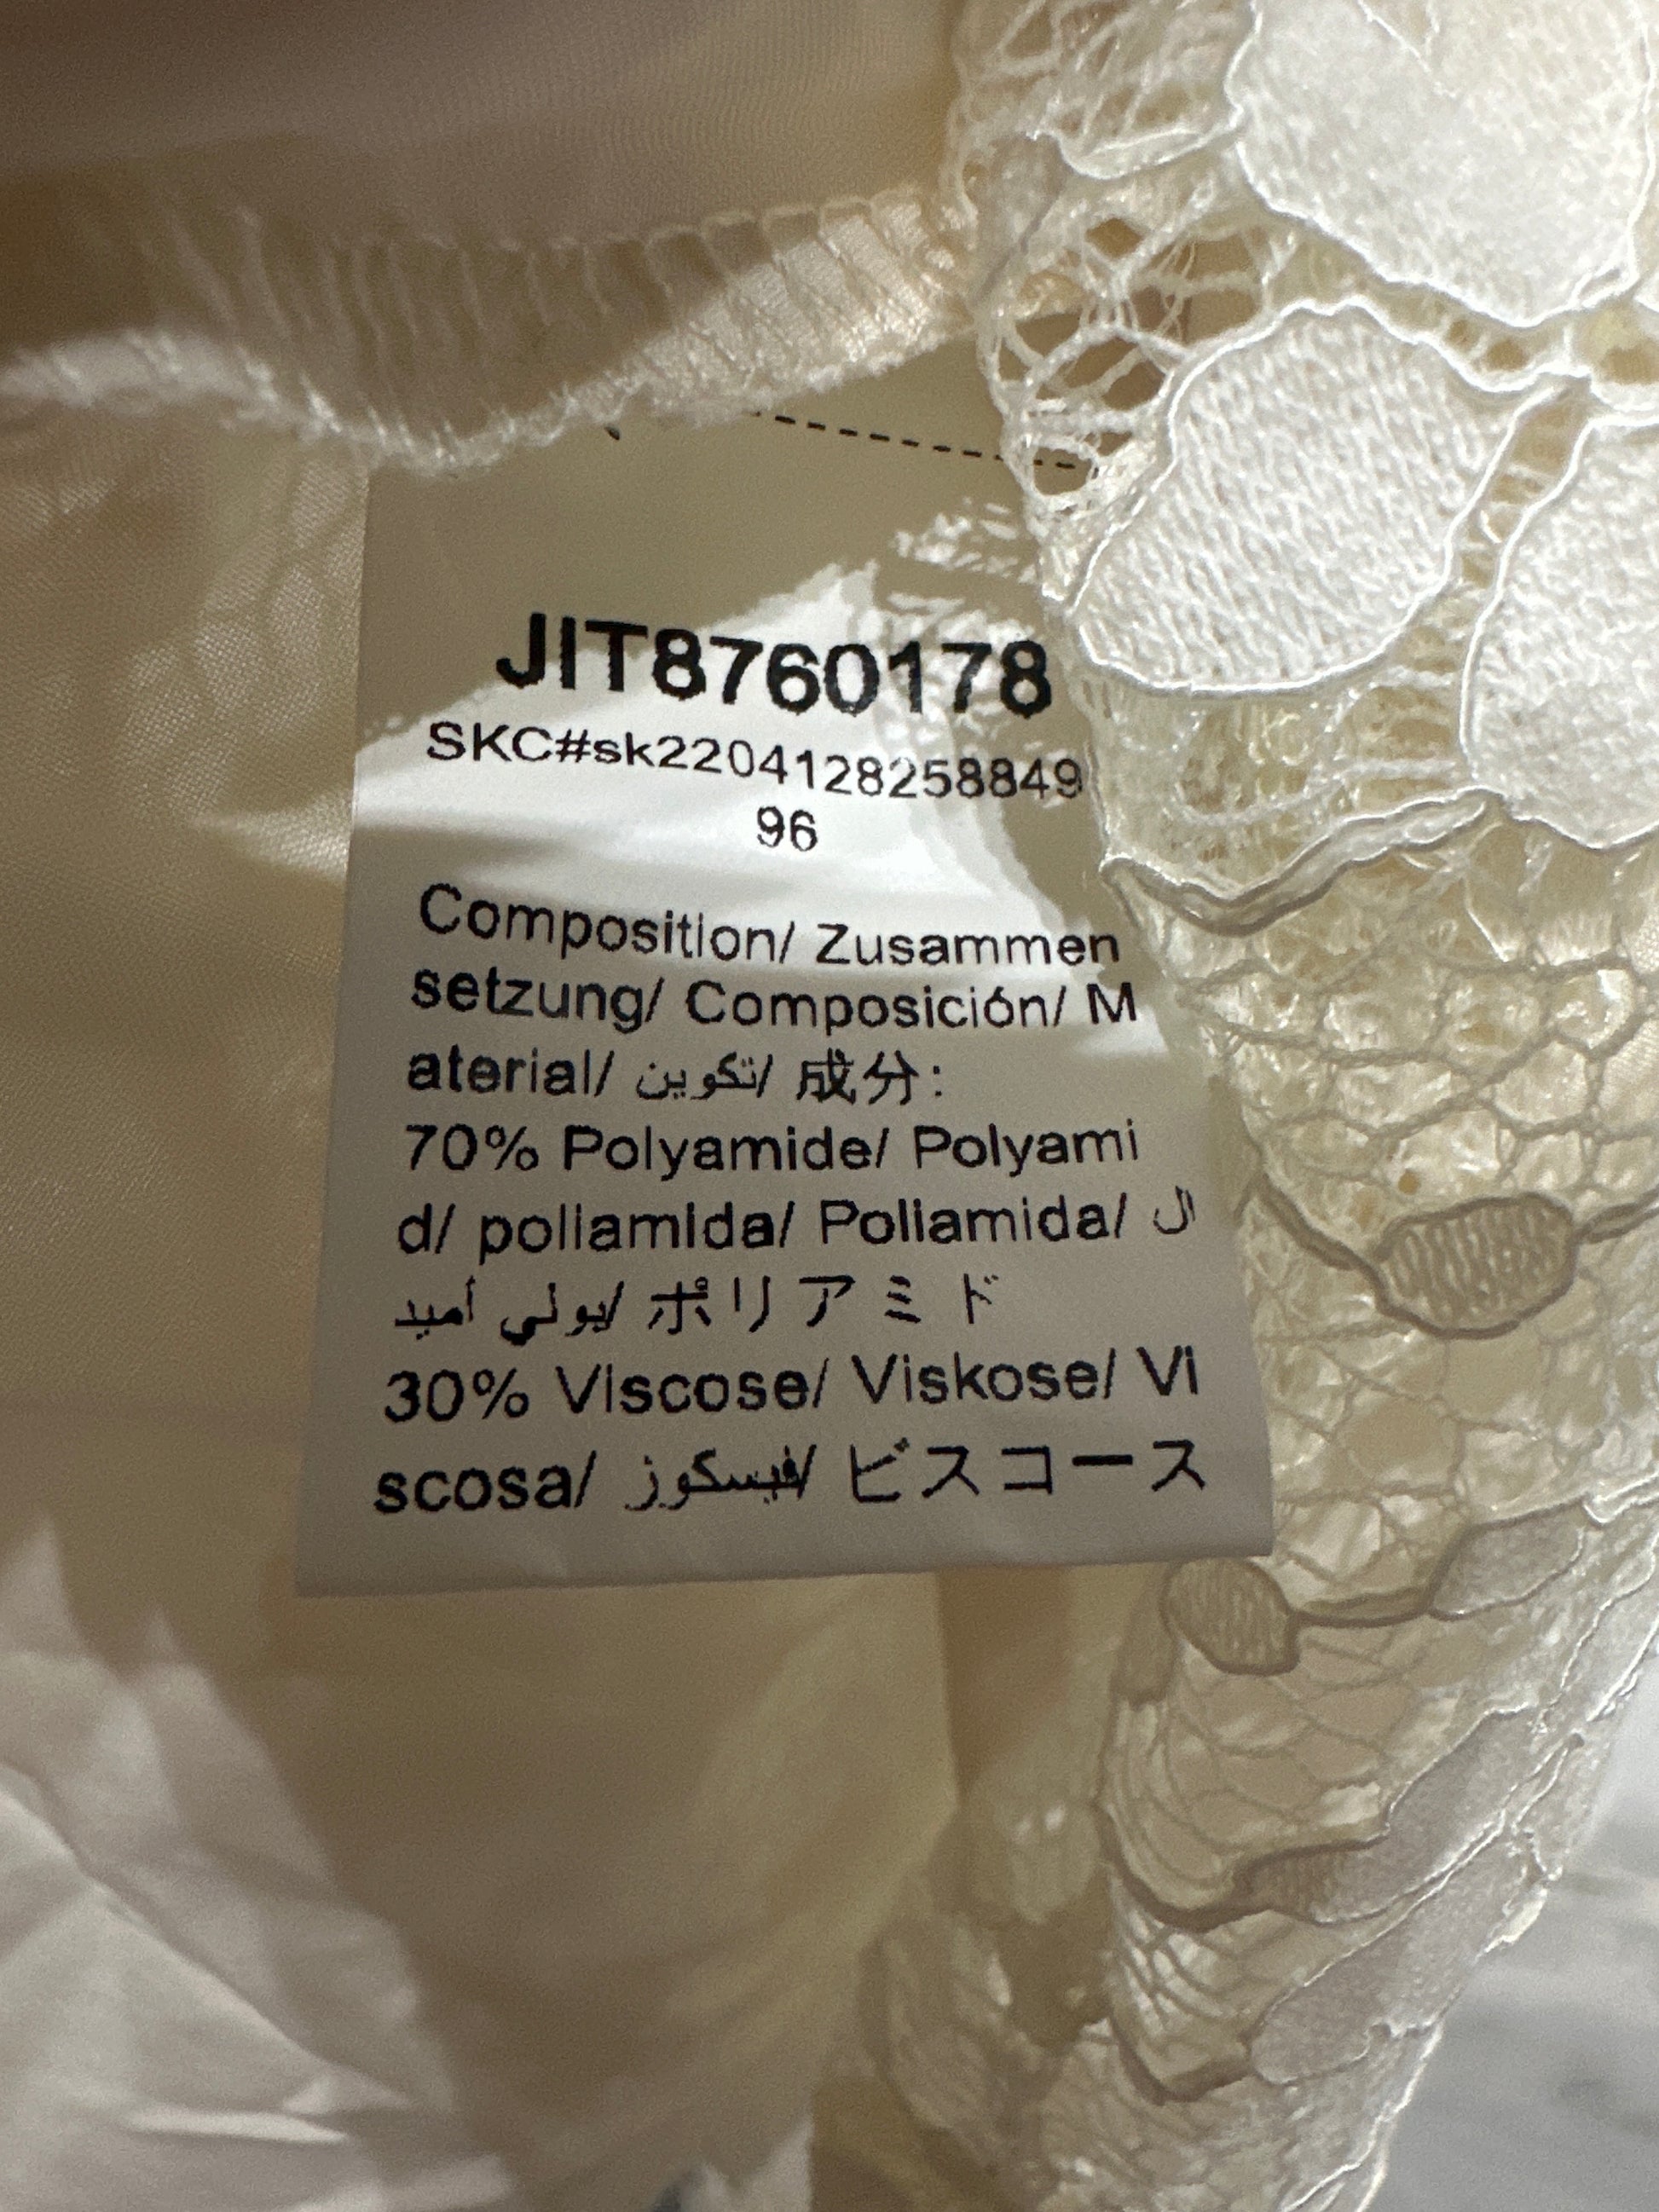 JIT8760178
SKC#sk2204128258849
96
Composition/ Zusammen
setzung/ Composición/ M
aterial/ تكوين/ 成分:
70% Polyamide/ Polyami
d/ poliamida/ Poliamida/ ال
بولي أميد/ ポリアミド
30% Viscose/ Viskose/ Vi
scosa/ فيسكوز/ ビスコース